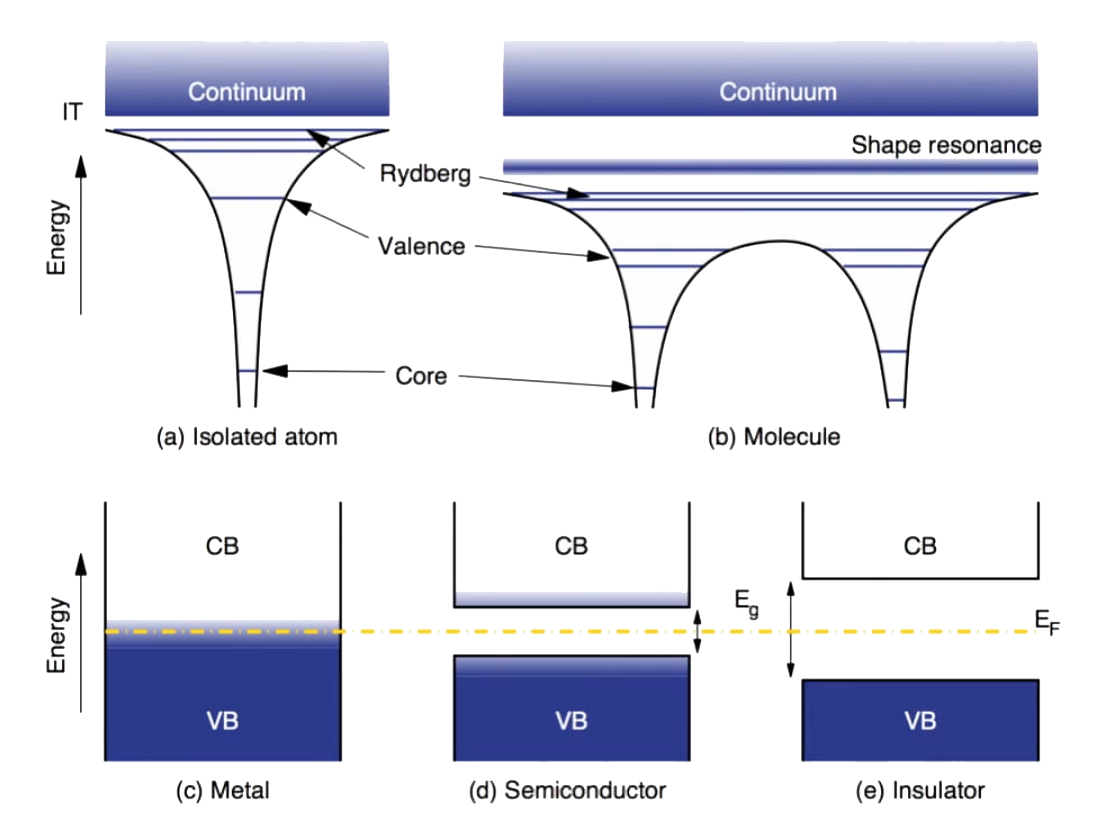 Continuum
Continuum
IT
Shape resonance
Rydberg
Energy
Valence
Core
(a) Isolated atom
(b) Molecule
CB
CB
CB
Energy
E_g
E_F
VB
VB
VB
(c) Metal
(d) Semiconductor
(e) Insulator